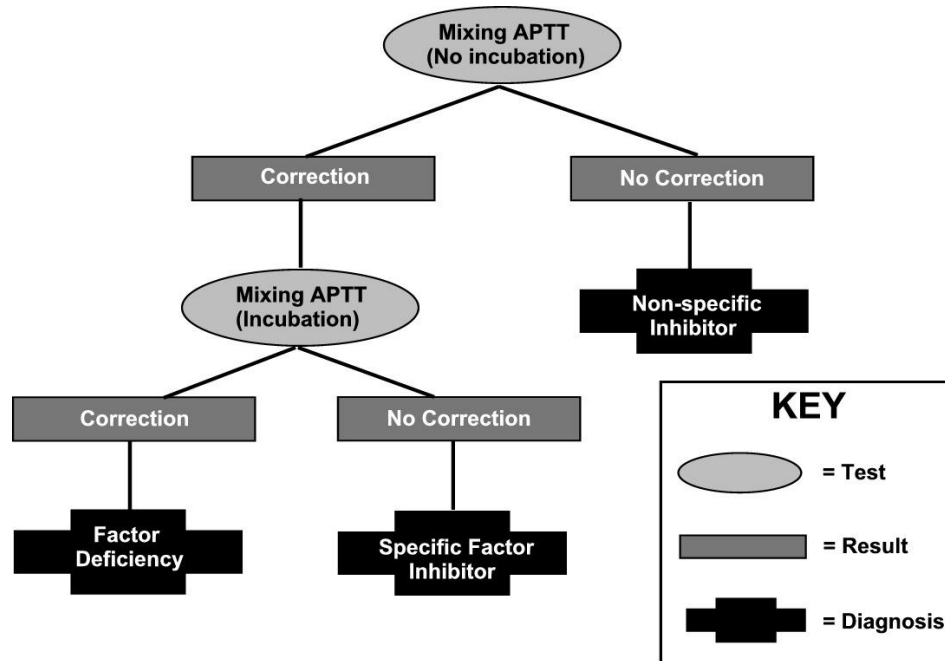 Mixing APTT
(No incubation)
Correction
No Correction
Mixing APTT
(Incubation)
Non-specific
Inhibitor
Correction
No Correction
Factor
Deficiency
Specific Factor
Inhibitor
KEY
= Test
= Result
= Diagnosis